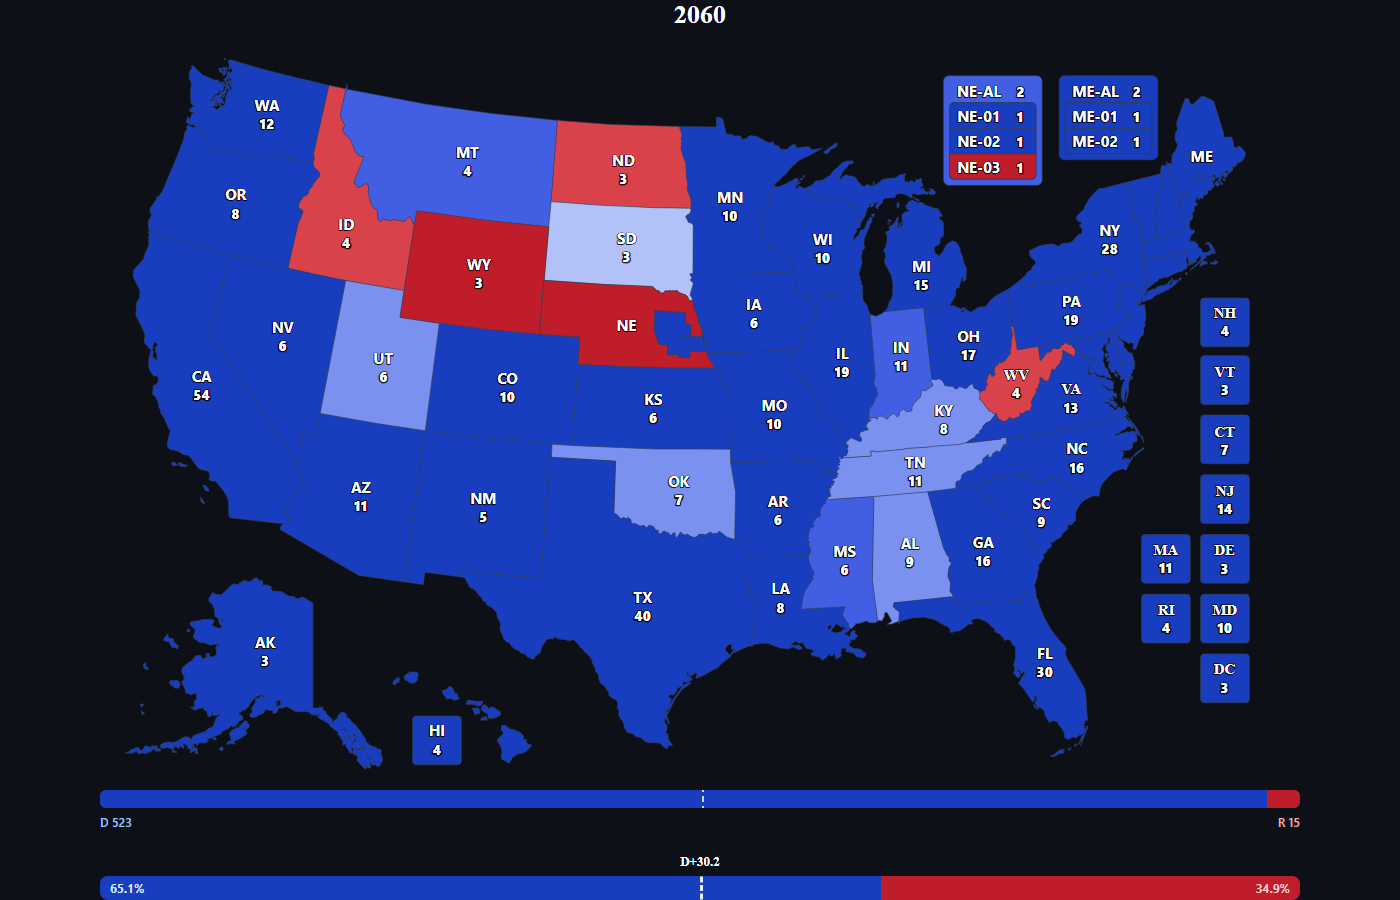 2060
NE-AL 2
NE-01 1
NE-02 1
NE-03 1
ME-AL 2
ME-01 1
ME-02 1
WA
12
OR
8
ID
4
MT
4
ND
3
MN
10
WI
10
MI
15
NY
28
ME
WY
3
SD
3
NE
IA
6
IL
19
IN
11
OH
17
PA
19
WV
4
VA
13
CA
54
NV
6
UT
6
CO
10
KS
6
MO
10
KY
8
TN
11
NC
16
SC
9
AZ
11
NM
5
OK
7
AR
6
MS
6
AL
9
GA
16
TX
40
LA
8
FL
30
AK
3
HI
4
NH
4
VT
3
CT
7
NJ
14
MA
11
DE
3
RI
4
MD
10
DC
3
D 523
R 15
D+30.2
65.1%
34.9%